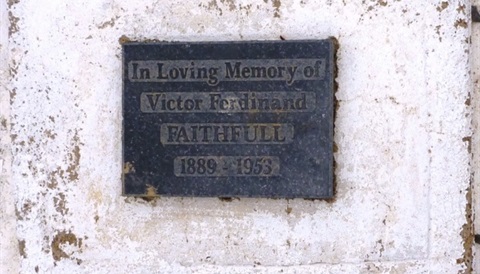 In Loving Memory of
Victor Ferdinand
FAITHFULL
1889 - 1953